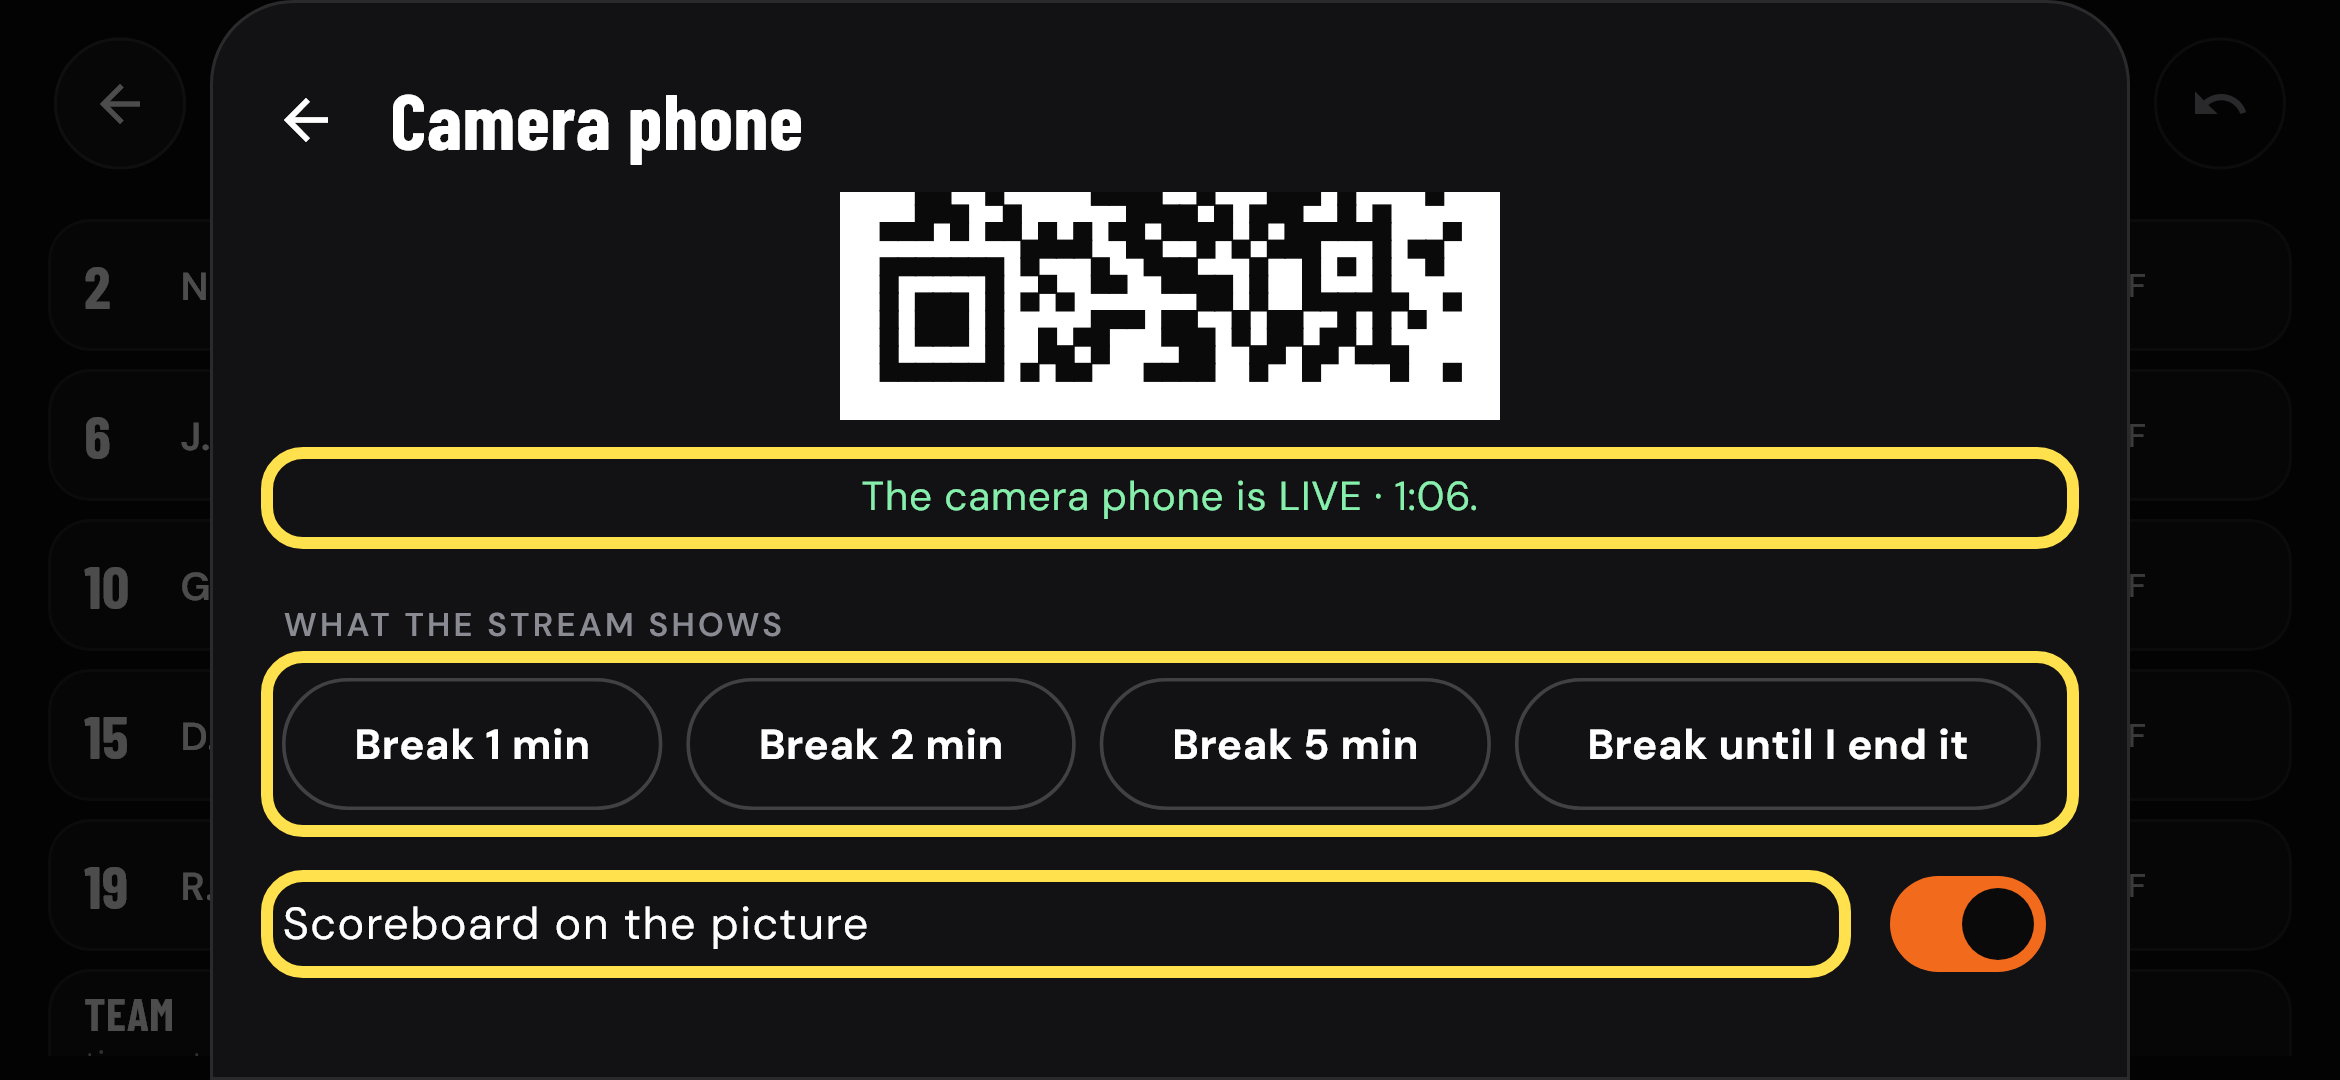 Camera phone
The camera phone is LIVE · 1:06.
WHAT THE STREAM SHOWS
Break 1 min
Break 2 min
Break 5 min
Break until I end it
Scoreboard on the picture
2 N
6 J.
10 G
15 D.
19 R.
TEAM
F
F
F
F
F